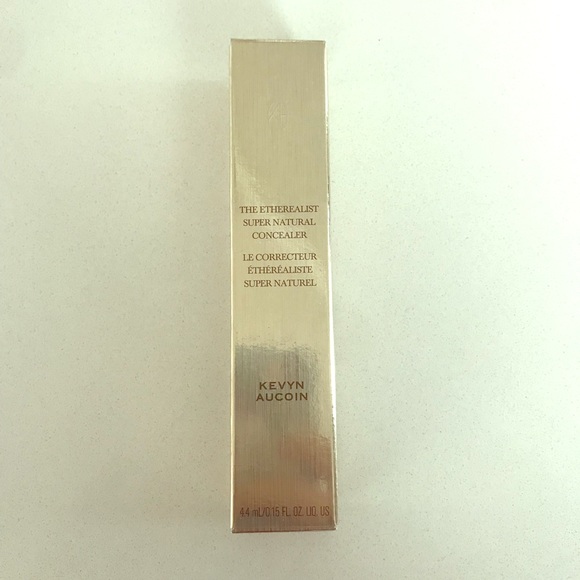 THE ETHEREALIST
SUPER NATURAL
CONCEALER
LE CORRECTEUR
ÉTHÉRÉALISTE
SUPER NATUREL
KEVYN
AUCOIN
4.4 mL/0.15 FL. OZ. LIQ. US